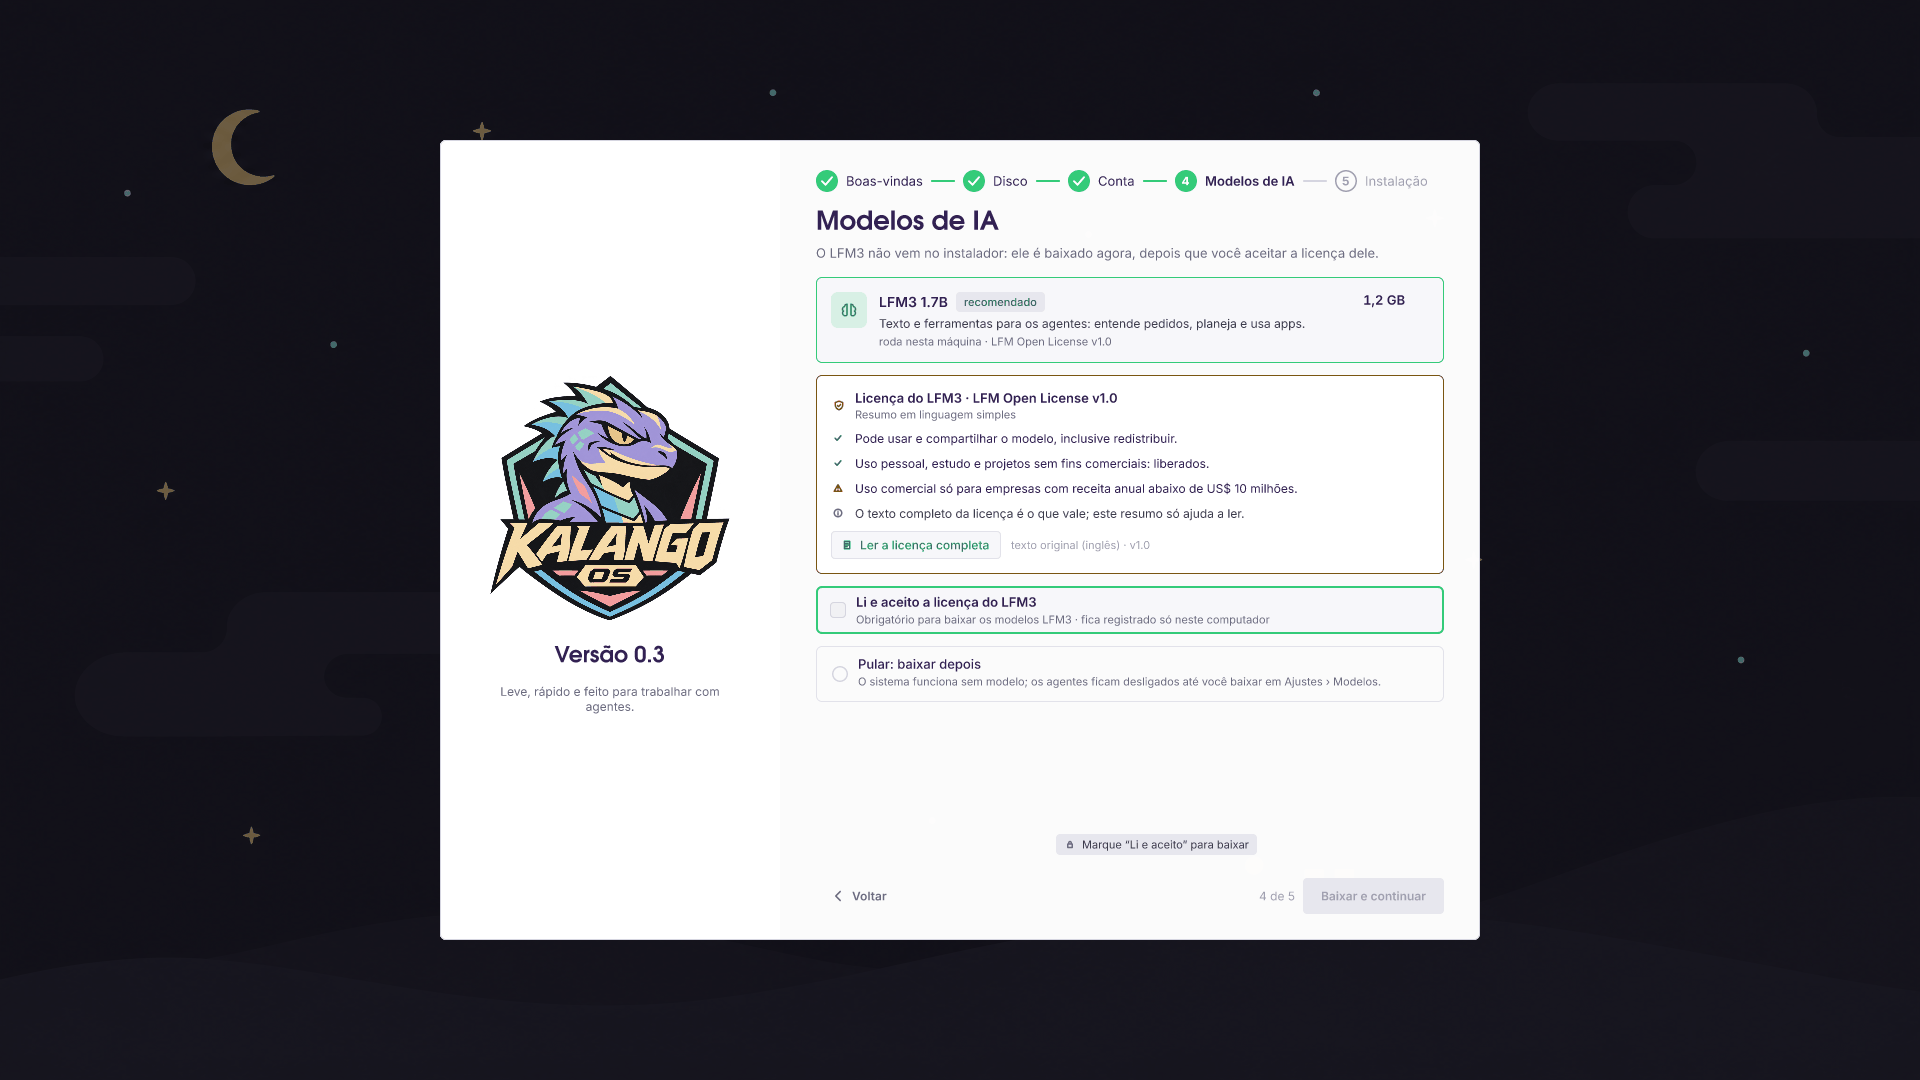 Boas-vindas
Disco
Conta
4
Modelos de IA
5
Instalação
Modelos de IA
O LFM3 não vem no instalador: ele é baixado agora, depois que você aceitar a licença dele.
LFM3 1.7B
recomendado
1,2 GB
Texto e ferramentas para os agentes: entende pedidos, planeja e usa apps.
roda nesta máquina · LFM Open License v1.0
Licença do LFM3 · LFM Open License v1.0
Resumo em linguagem simples
Pode usar e compartilhar o modelo, inclusive redistribuir.
Uso pessoal, estudo e projetos sem fins comerciais: liberados.
Uso comercial só para empresas com receita anual abaixo de US$ 10 milhões.
O texto completo da licença é o que vale; este resumo só ajuda a ler.
Ler a licença completa
texto original (inglês) · v1.0
Li e aceito a licença do LFM3
Obrigatório para baixar os modelos LFM3 · fica registrado só neste computador
Pular: baixar depois
O sistema funciona sem modelo; os agentes ficam desligados até você baixar em Ajustes › Modelos.
Marque “Li e aceito” para baixar
Voltar
4 de 5
Baixar e continuar
KALANGO
OS
Versão 0.3
Leve, rápido e feito para trabalhar com
agentes.